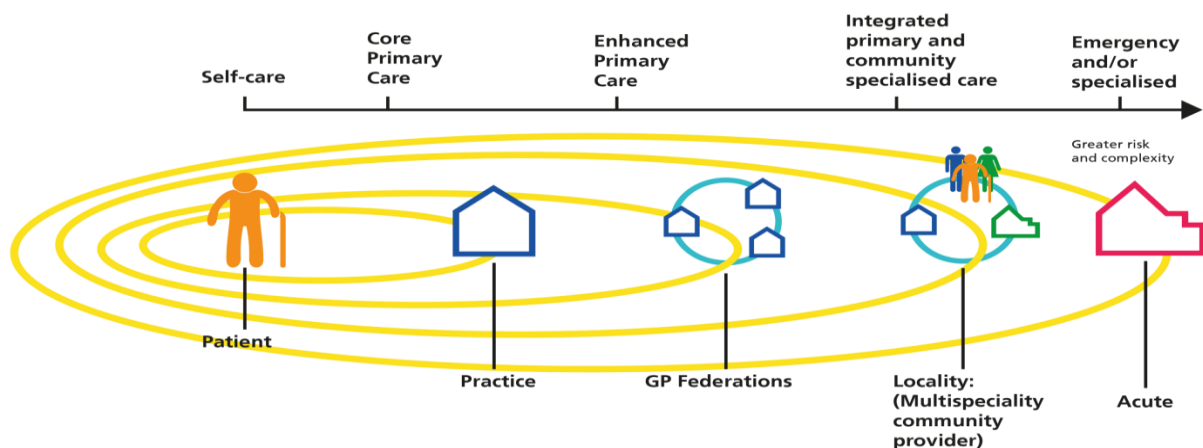 Self-care
Core
Primary
Care
Enhanced
Primary
Care
Integrated
primary and
community
specialised care
Emergency
and/or
specialised
Greater risk
and complexity
Patient
Practice
GP Federations
Locality:
(Multispeciality
community
provider)
Acute